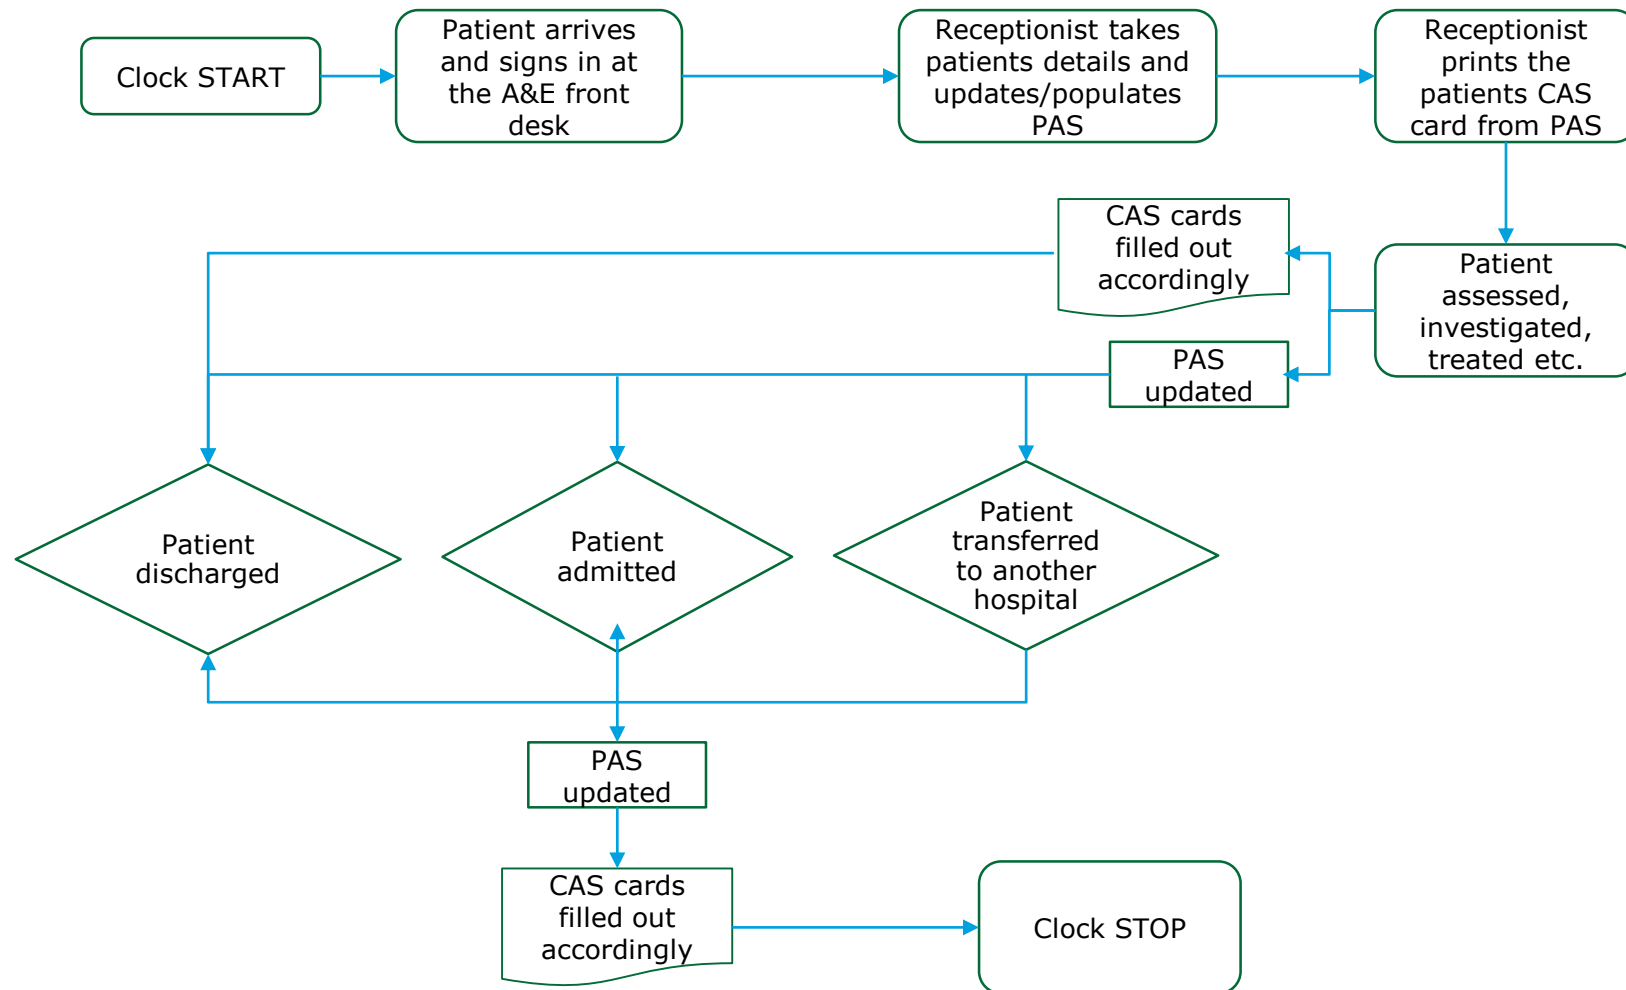 Clock START
Patient arrives
and signs in at
the A&E front
desk
Receptionist takes
patients details and
updates/populates
PAS
Receptionist
prints the
patients CAS
card from PAS
CAS cards
filled out
accordingly
Patient
assessed,
investigated,
treated etc.
PAS
updated
Patient
discharged
Patient
admitted
Patient
transferred
to another
hospital
PAS
updated
CAS cards
filled out
accordingly
Clock STOP